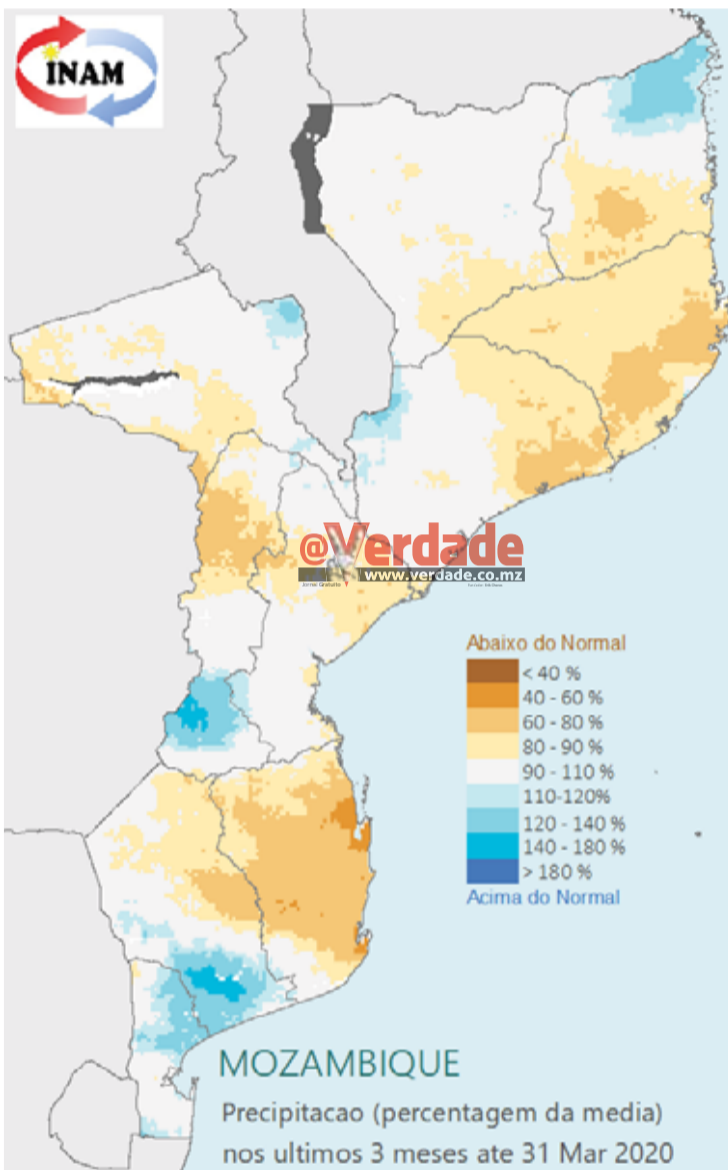 INAM
@Verdade
Jornal Gratuito
www.verdade.co.mz
Abaixo do Normal
< 40 %
40 - 60 %
60 - 80 %
80 - 90 %
90 - 110 %
110-120%
120 - 140 %
140 - 180 %
> 180 %
Acima do Normal
MOZAMBIQUE
Precipitacao (percentagem da media)
nos ultimos 3 meses ate 31 Mar 2020